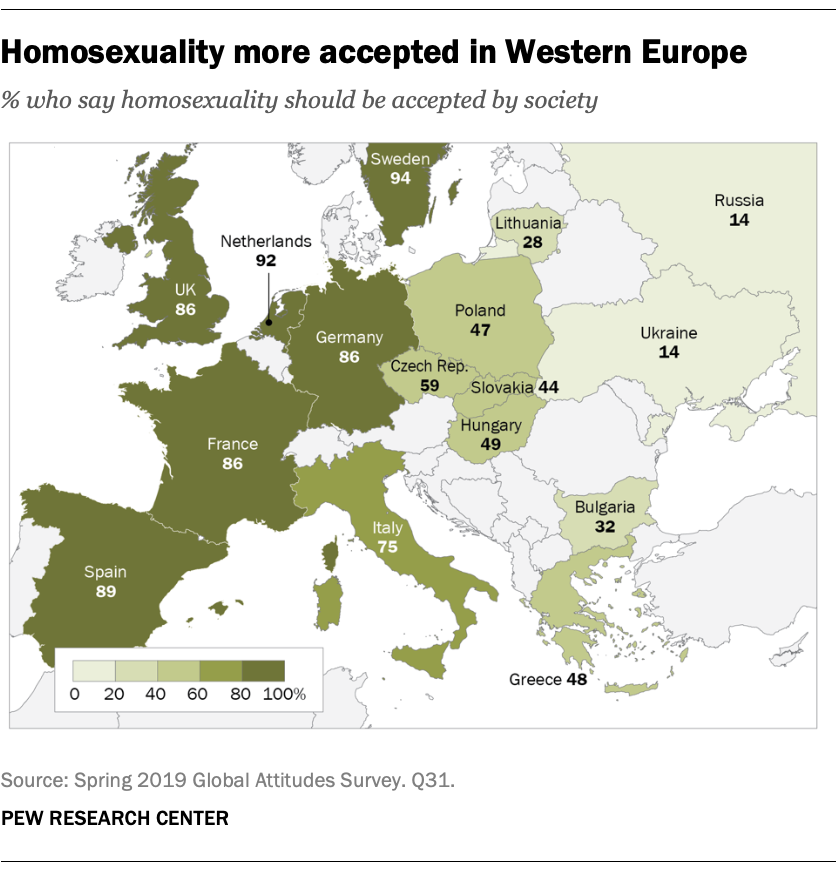 Homosexuality more accepted in Western Europe
% who say homosexuality should be accepted by society
Sweden
94
Russia
14
Lithuania
28
Netherlands
92
UK
86
Poland
47
Germany
86
Ukraine
14
Czech Rep.
59
Slovakia 44
Hungary
49
France
86
Bulgaria
32
Italy
75
Spain
89
Greece 48
0 20 40 60 80 100%
Source: Spring 2019 Global Attitudes Survey. Q31.
PEW RESEARCH CENTER